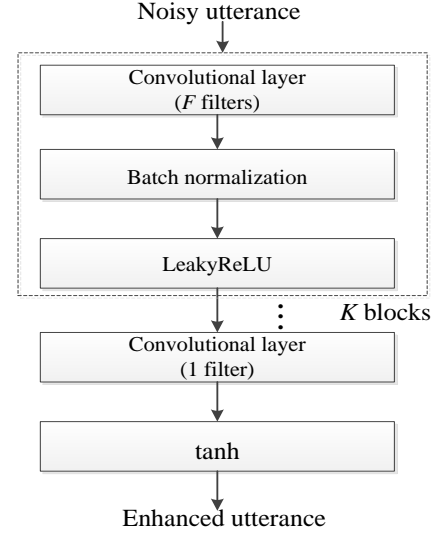 Noisy utterance
Convolutional layer
(F filters)
Batch normalization
LeakyReLU
⋮
K blocks
Convolutional layer
(1 filter)
tanh
Enhanced utterance